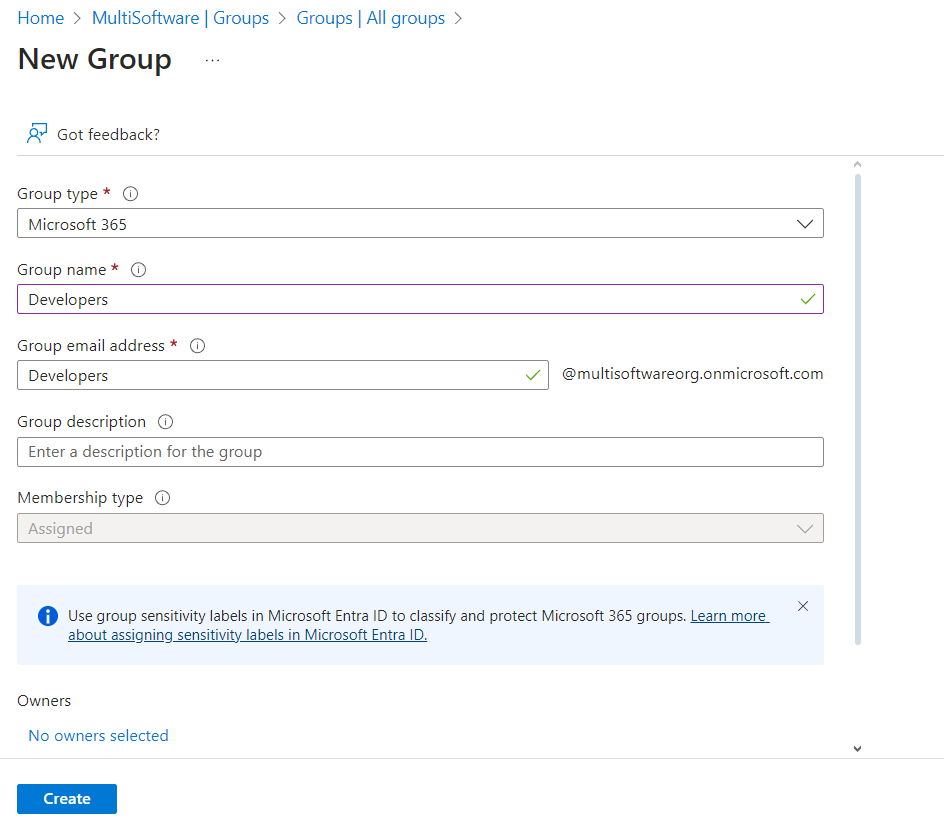 Home > MultiSoftware | Groups > Groups | All groups >
New Group ...
Got feedback?
Group type *
Microsoft 365
Group name *
Developers
Group email address *
Developers @multisoftwareorg.onmicrosoft.com
Group description
Enter a description for the group
Membership type
Assigned
Use group sensitivity labels in Microsoft Entra ID to classify and protect Microsoft 365 groups. Learn more
about assigning sensitivity labels in Microsoft Entra ID.
Owners
No owners selected
Create